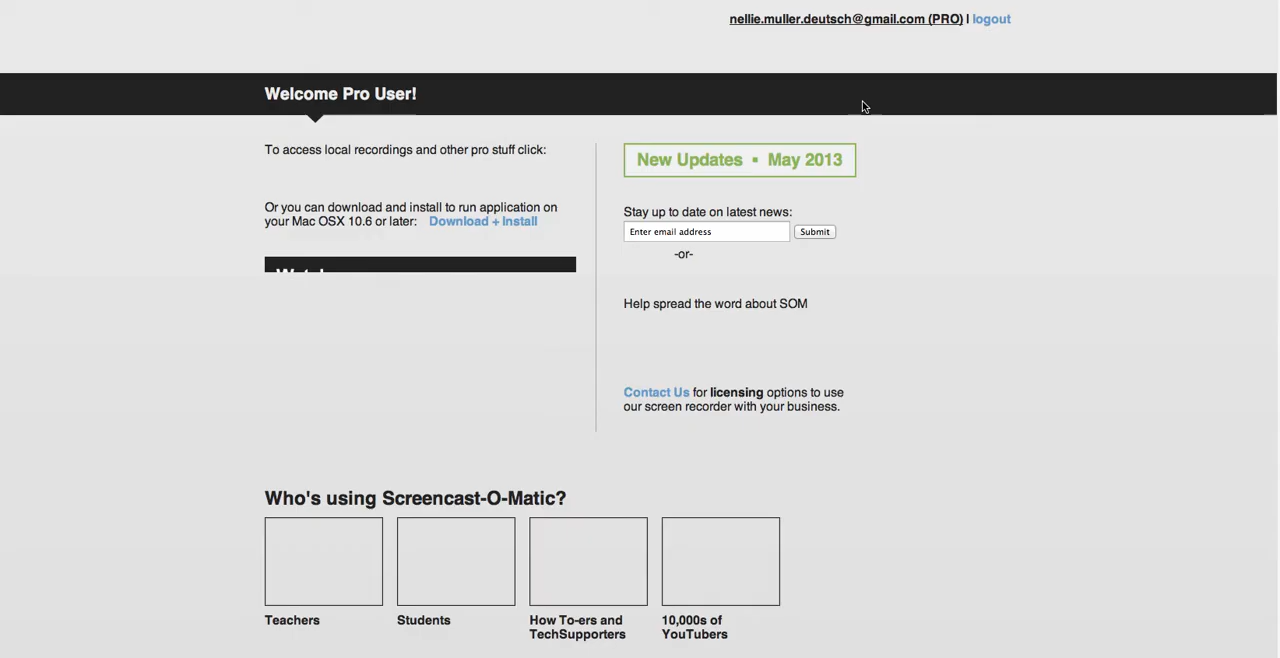 nellie.muller.deutsch@gmail.com (PRO) | logout
Welcome Pro User!
To access local recordings and other pro stuff click:
Or you can download and install to run application on
your Mac OSX 10.6 or later: Download + Install
New Updates ▪ May 2013
Stay up to date on latest news:
Enter email address Submit
-or-
Help spread the word about SOM
Contact Us for licensing options to use
our screen recorder with your business.
Who's using Screencast-O-Matic?
Teachers
Students
How To-ers and
TechSupporters
10,000s of
YouTubers